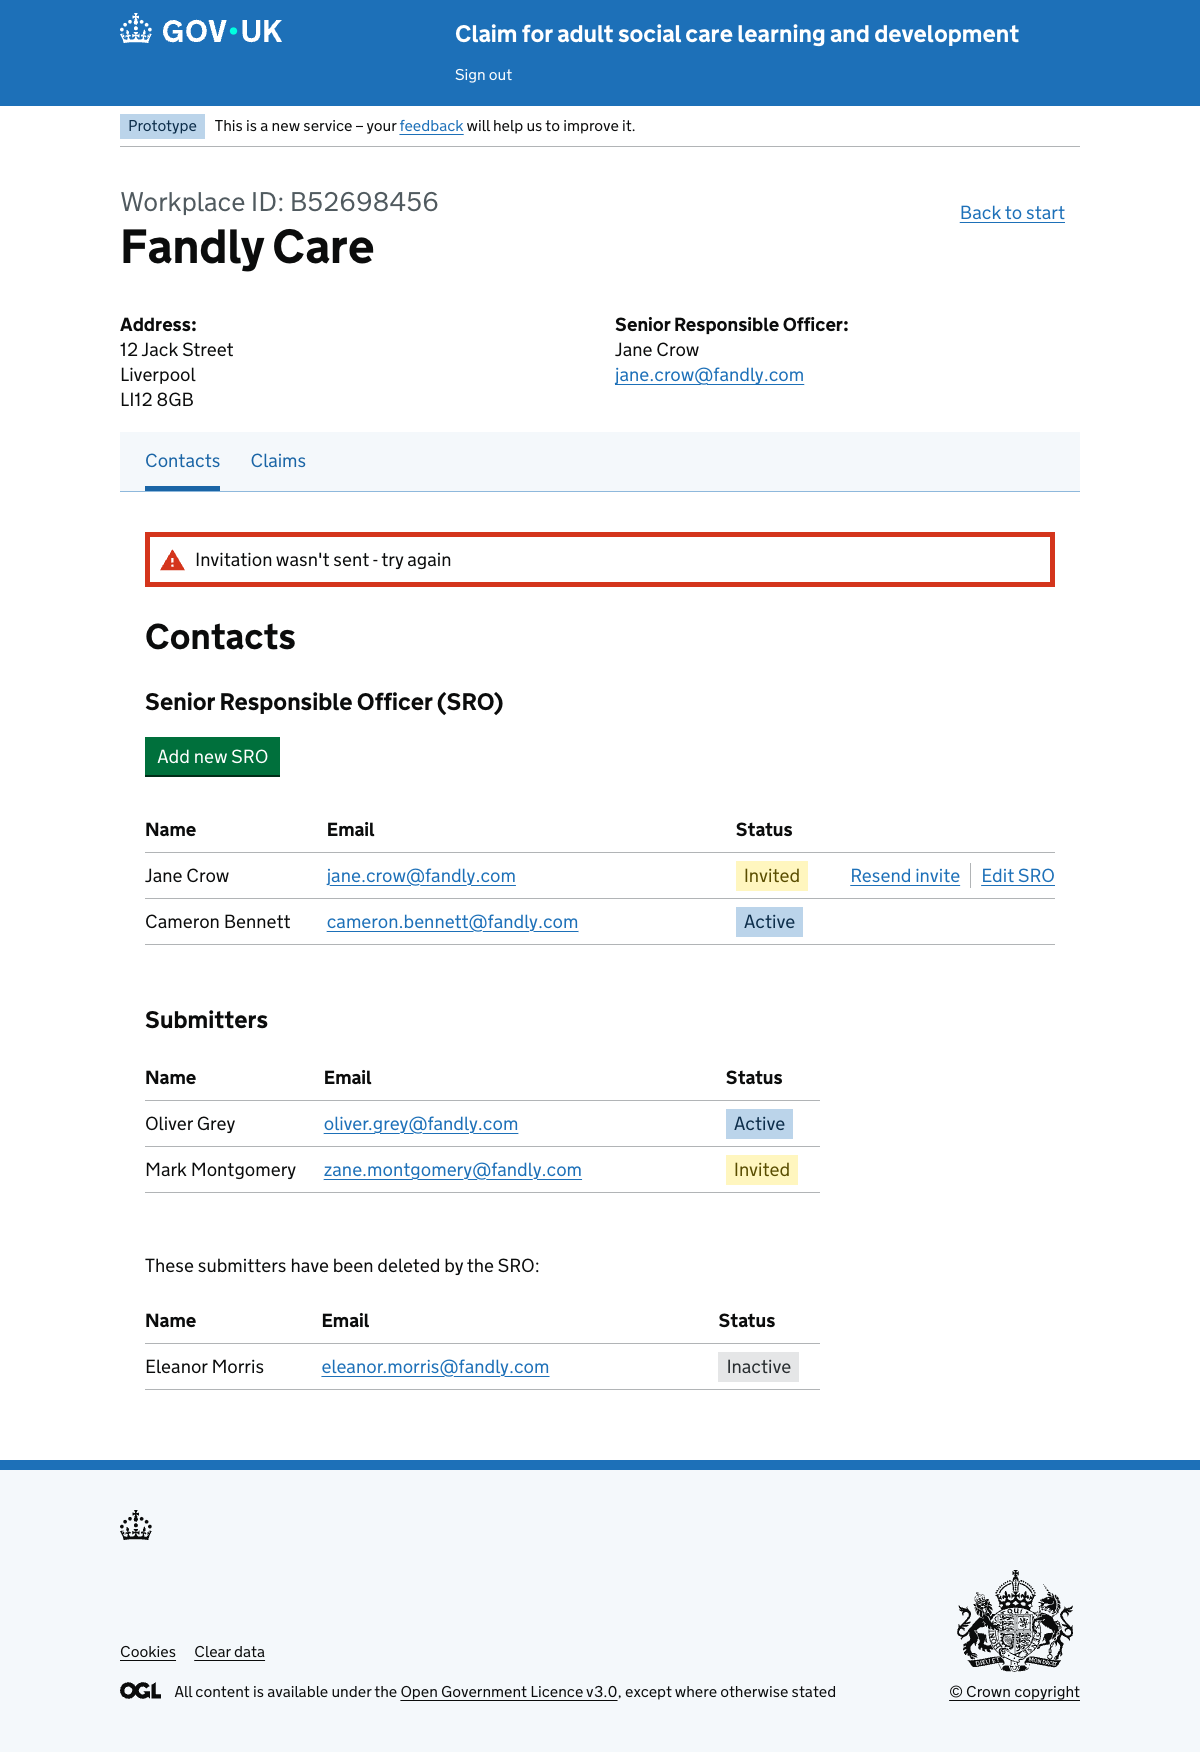 GOV·UK
Claim for adult social care learning and development
Sign out
Prototype This is a new service – your feedback will help us to improve it.
Workplace ID: B52698456
Back to start
Fandly Care
Address:
12 Jack Street
Liverpool
LI12 8GB
Senior Responsible Officer:
Jane Crow
jane.crow@fandly.com
Contacts Claims
Invitation wasn't sent - try again
Contacts
Senior Responsible Officer (SRO)
Add new SRO
Name Email Status
Jane Crow jane.crow@fandly.com Invited Resend invite Edit SRO
Cameron Bennett cameron.bennett@fandly.com Active
Submitters
Name Email Status
Oliver Grey oliver.grey@fandly.com Active
Mark Montgomery zane.montgomery@fandly.com Invited
These submitters have been deleted by the SRO:
Name Email Status
Eleanor Morris eleanor.morris@fandly.com Inactive
Cookies Clear data
OGL All content is available under the Open Government Licence v3.0, except where otherwise stated
© Crown copyright